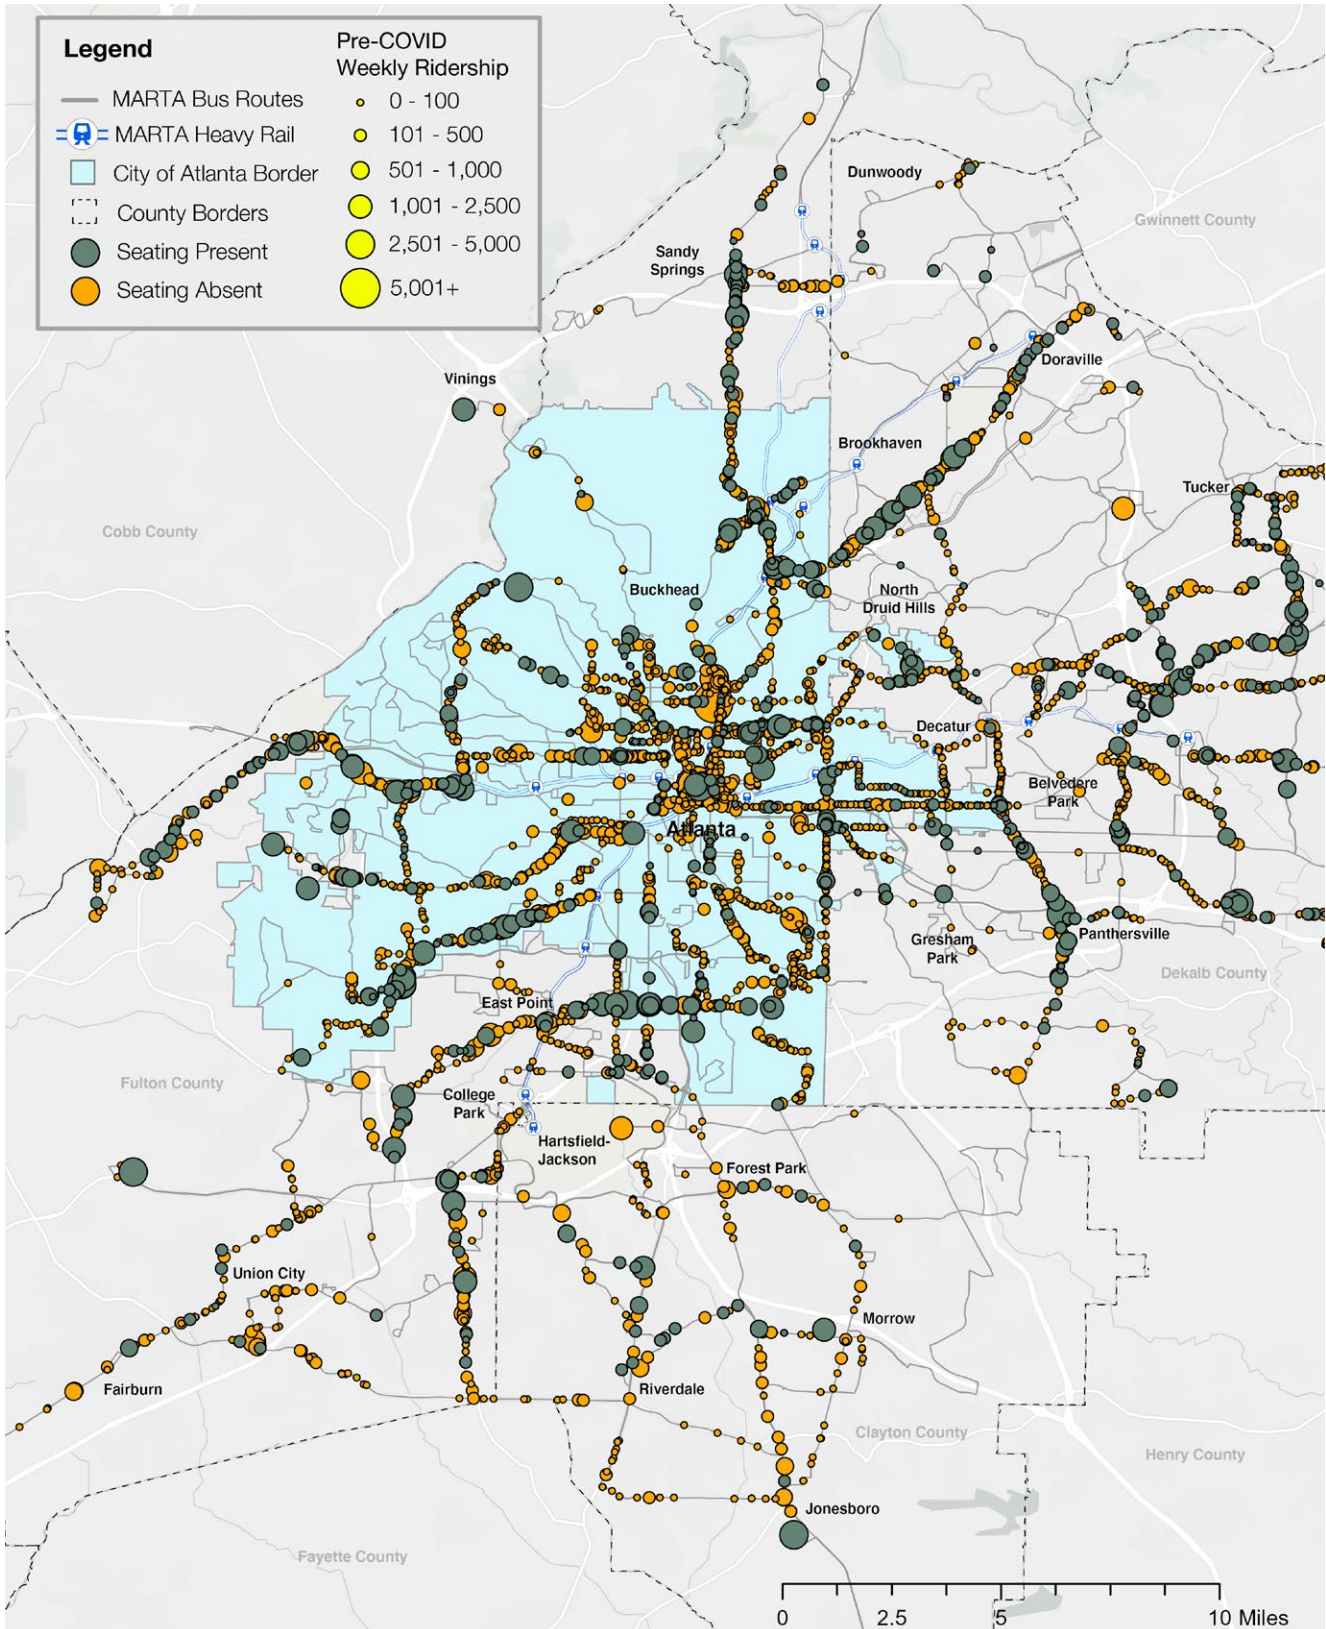 Legend
MARTA Bus Routes
MARTA Heavy Rail
City of Atlanta Border
County Borders
Seating Present
Seating Absent
Pre-COVID
Weekly Ridership
0 - 100
101 - 500
501 - 1,000
1,001 - 2,500
2,501 - 5,000
5,001+
Dunwoody
Gwinnett County
Sandy
Springs
Doraville
Vinings
Brookhaven
Tucker
Cobb County
Buckhead
North
Druid Hills
Decatur
Belvedere
Park
Atlanta
Gresham
Park
Panthersville
Dekalb County
East Point
Fulton County
College
Park
Hartsfield-
Jackson
Forest Park
Union City
Morrow
Fairburn
Riverdale
Clayton County
Henry County
Jonesboro
Fayette County
0
2.5
5
10 Miles